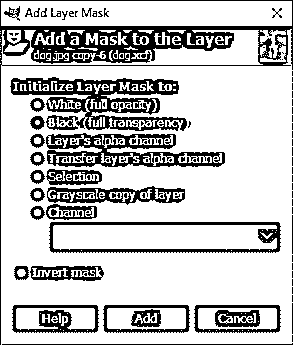 Add Layer Mask
Add a Mask to the Layer
dog.jpg copy-6 (dog.xcf)
Initialize Layer Mask to:
White (full opacity)
Black (full transparency)
Layer's alpha channel
Transfer layer's alpha channel
Selection
Grayscale copy of layer
Channel
Invert mask
Help
Add
Cancel